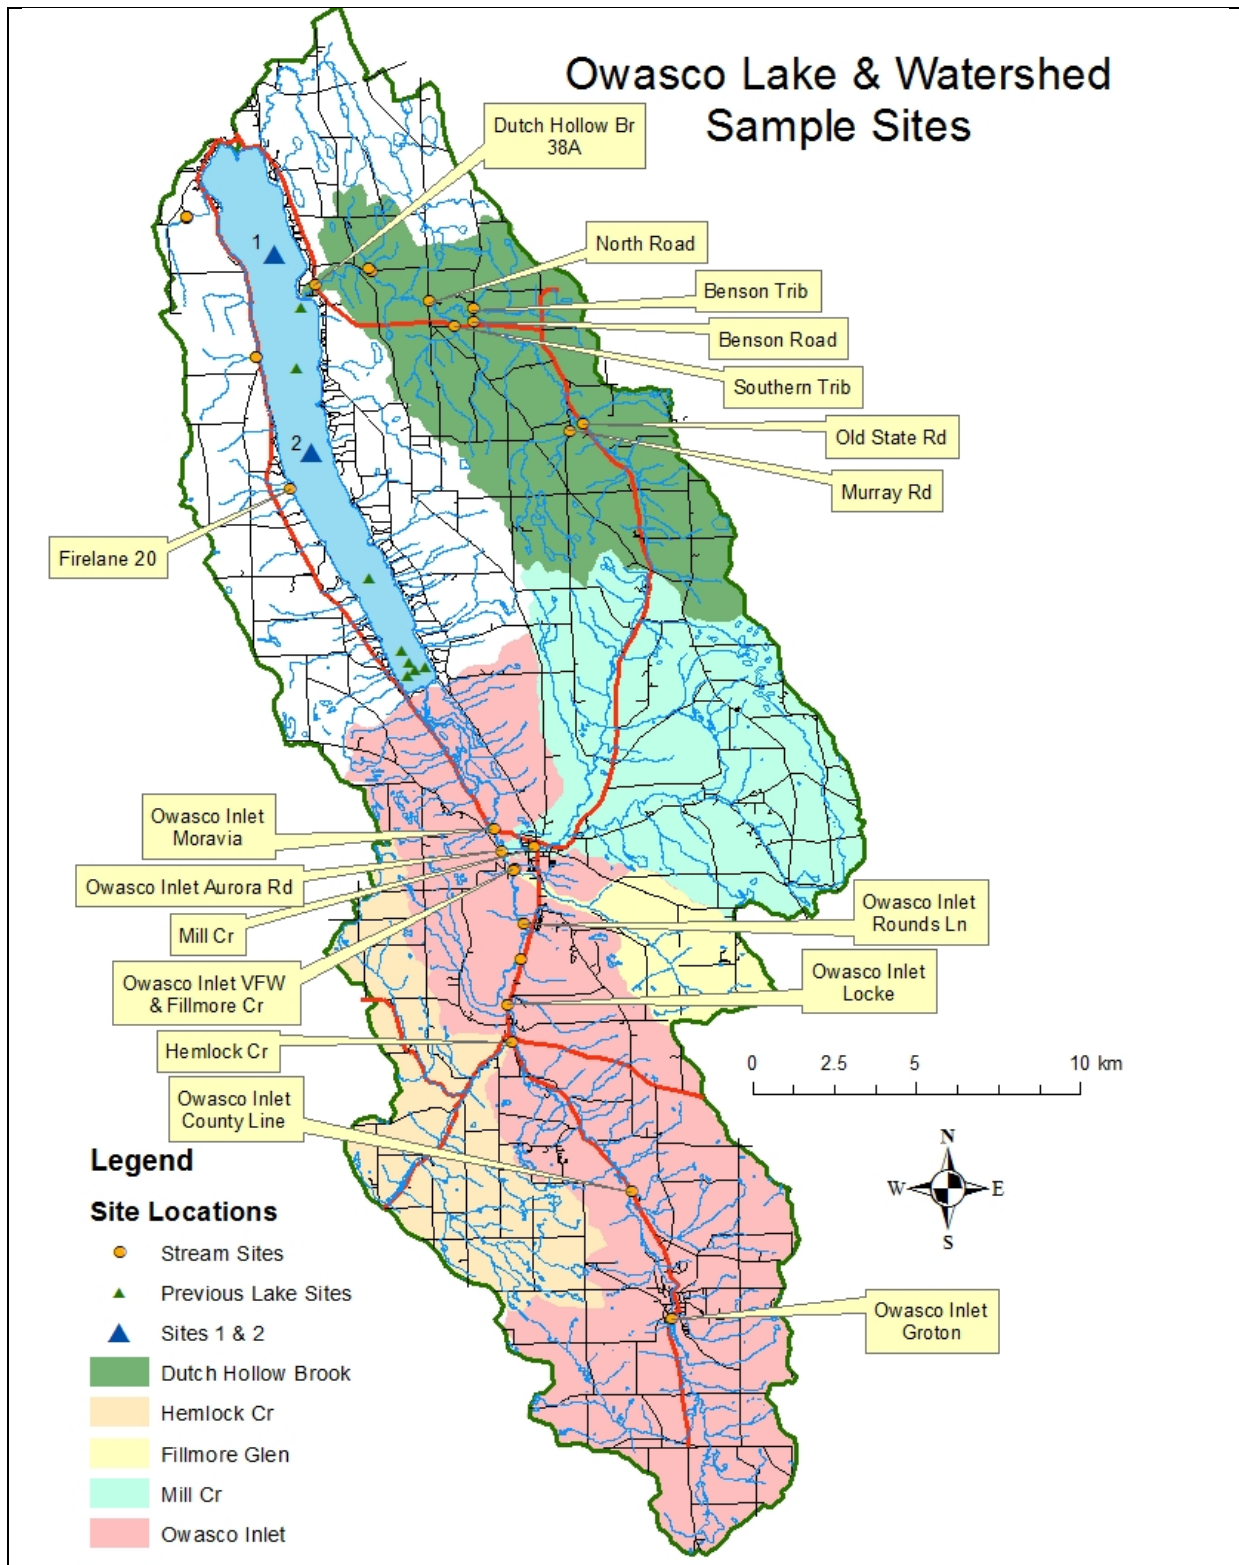 Owasco Lake & Watershed
Sample Sites
Dutch Hollow Br
38A
North Road
1
Benson Trib
Benson Road
Southern Trib
2
Old State Rd
Murray Rd
Firelane 20
Owasco Inlet
Moravia
Owasco Inlet Aurora Rd
Mill Cr
Owasco Inlet
Rounds Ln
Owasco Inlet VFW
& Fillmore Cr
Owasco Inlet
Locke
Hemlock Cr
0 2.5 5 10 km
Owasco Inlet
County Line
N
W E
S
Legend
Site Locations
Stream Sites
Previous Lake Sites
Sites 1 & 2
Dutch Hollow Brook
Hemlock Cr
Fillmore Glen
Mill Cr
Owasco Inlet
Owasco Inlet
Groton